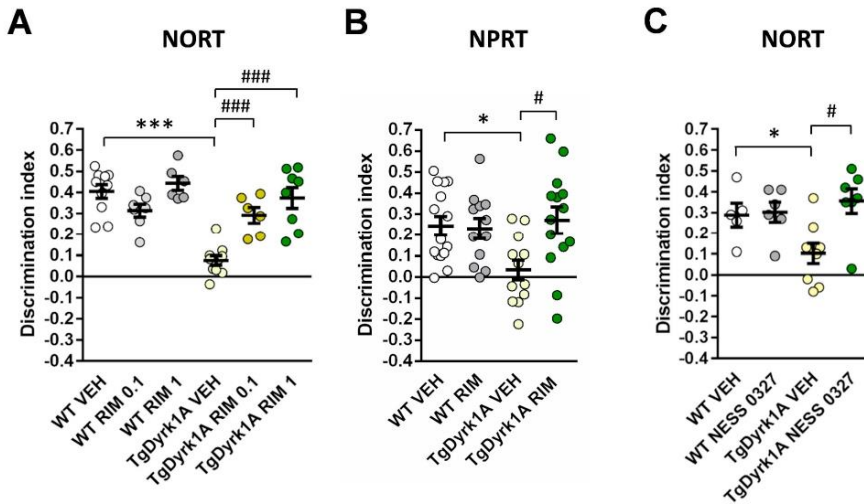 A
NORT
###
###
***
Discrimination index
0.7
0.6
0.5
0.4
0.3
0.2
0.1
0.0
-0.1
-0.2
-0.3
-0.4
WT VEH
WT RIM 0.1
WT RIM 1
TgDyrk1A VEH
TgDyrk1A RIM 0.1
TgDyrk1A RIM 1
B
NPRT
#
*
Discrimination index
0.7
0.6
0.5
0.4
0.3
0.2
0.1
0.0
-0.1
-0.2
-0.3
-0.4
WT VEH
WT RIM
TgDyrk1A VEH
TgDyrk1A RIM
C
NORT
#
*
Discrimination index
0.7
0.6
0.5
0.4
0.3
0.2
0.1
0.0
-0.1
-0.2
-0.3
-0.4
WT VEH
WT NESS 0327
TgDyrk1A VEH
TgDyrk1A NESS 0327